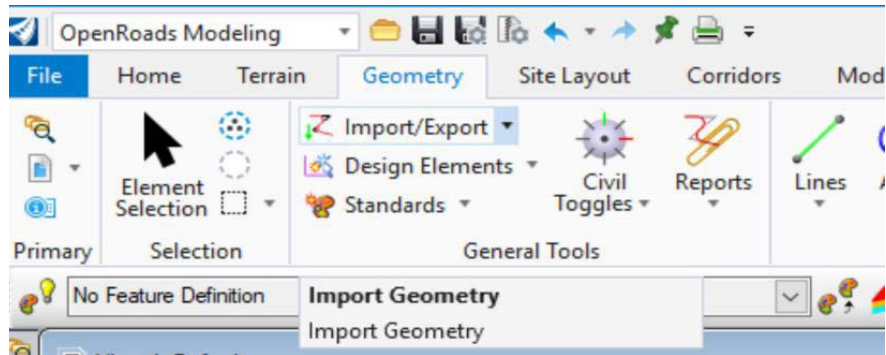 OpenRoads Modeling
File Home Terrain Geometry Site Layout Corridors Mod
Import/Export
Design Elements
Standards
Element
Selection
Civil
Toggles
Reports
Lines
Primary Selection General Tools
No Feature Definition
Import Geometry
Import Geometry